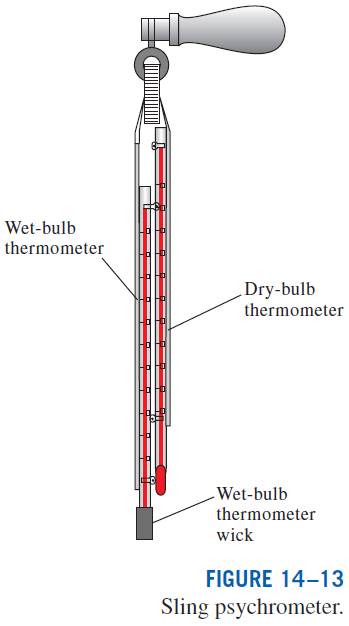 Wet-bulb
thermometer
Dry-bulb
thermometer
Wet-bulb
thermometer
wick
FIGURE 14–13
Sling psychrometer.